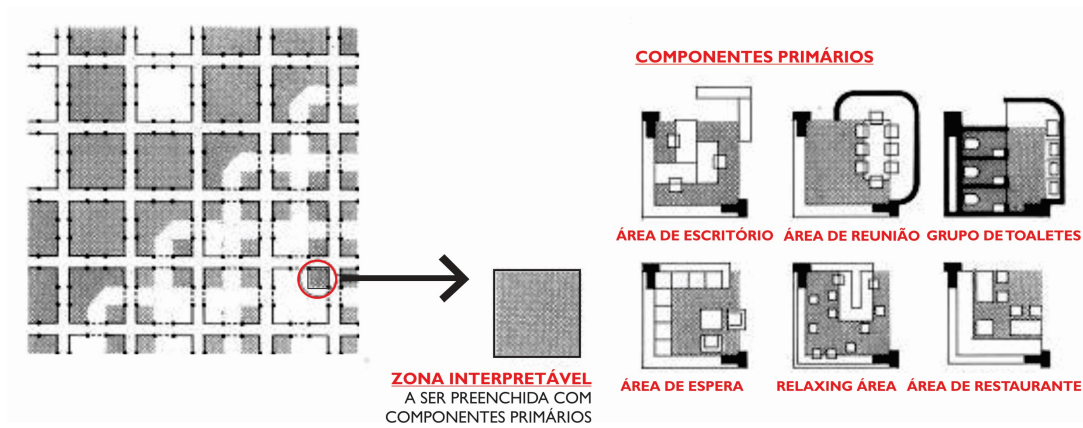 COMPONENTES PRIMÁRIOS
ÁREA DE ESCRITÓRIO
ÁREA DE REUNIÃO
GRUPO DE TOALETES
ZONA INTERPRETÁVEL
A SER PREENCHIDA COM
COMPONENTES PRIMÁRIOS
ÁREA DE ESPERA
RELAXING ÁREA
ÁREA DE RESTAURANTE